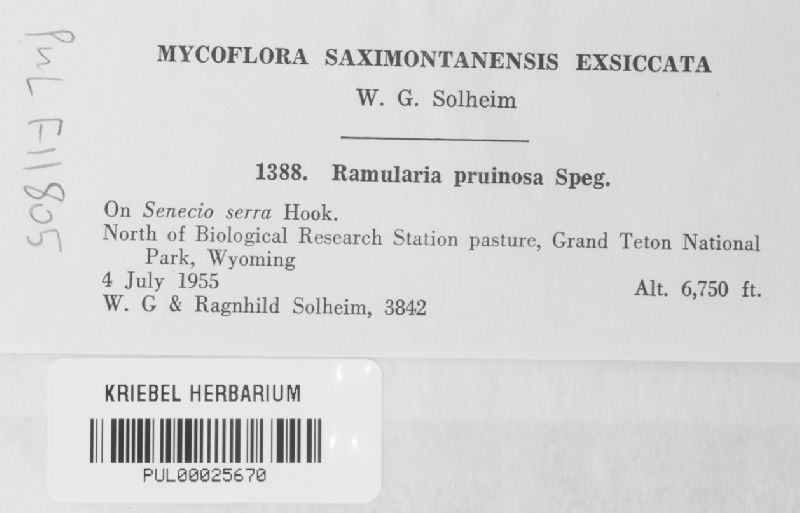 MYCOFLORA SAXIMONTANENSIS EXSICCATA
W. G. Solheim
1388. Ramularia pruinosa Speg.
On Senecio serra Hook.
North of Biological Research Station pasture, Grand Teton National
Park, Wyoming
4 July 1955
Alt. 6,750 ft.
W. G & Ragnhild Solheim, 3842
PUL F11805
KRIEBEL HERBARIUM
PUL00025670